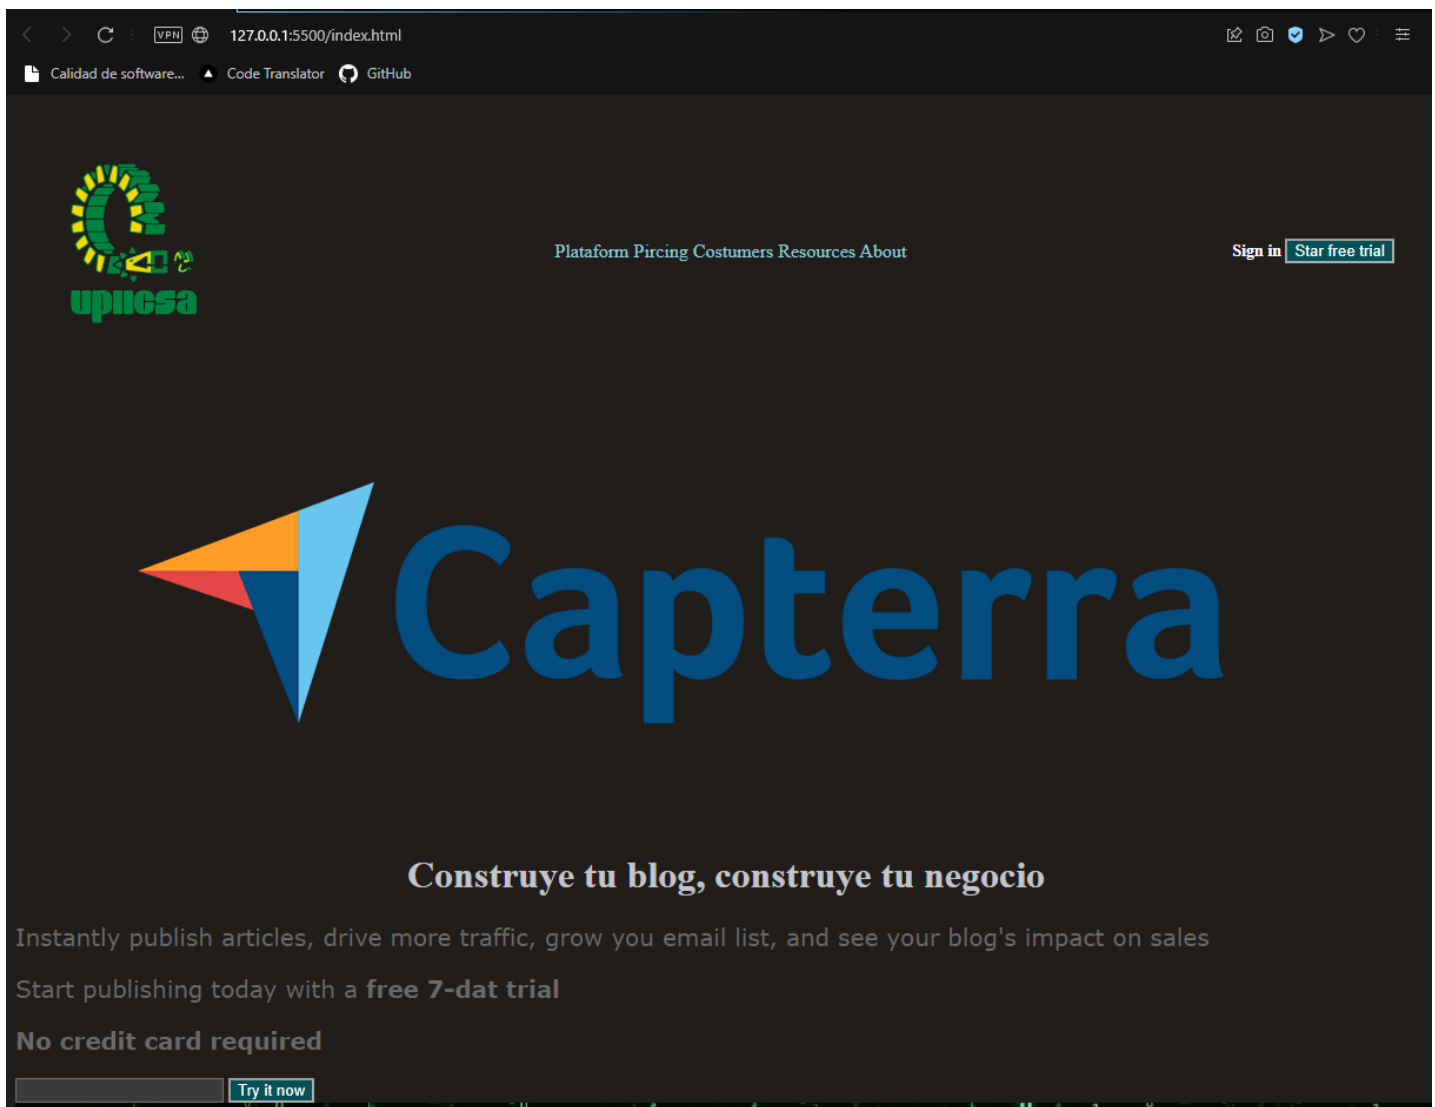 VPN 127.0.0.1:5500/index.html
Calidad de software... Code Translator GitHub
upiicsa
Plataform Pircing Costumers Resources About Sign in Star free trial
Capterra
Construye tu blog, construye tu negocio
Instantly publish articles, drive more traffic, grow you email list, and see your blog's impact on sales
Start publishing today with a free 7-dat trial
No credit card required
Try it now